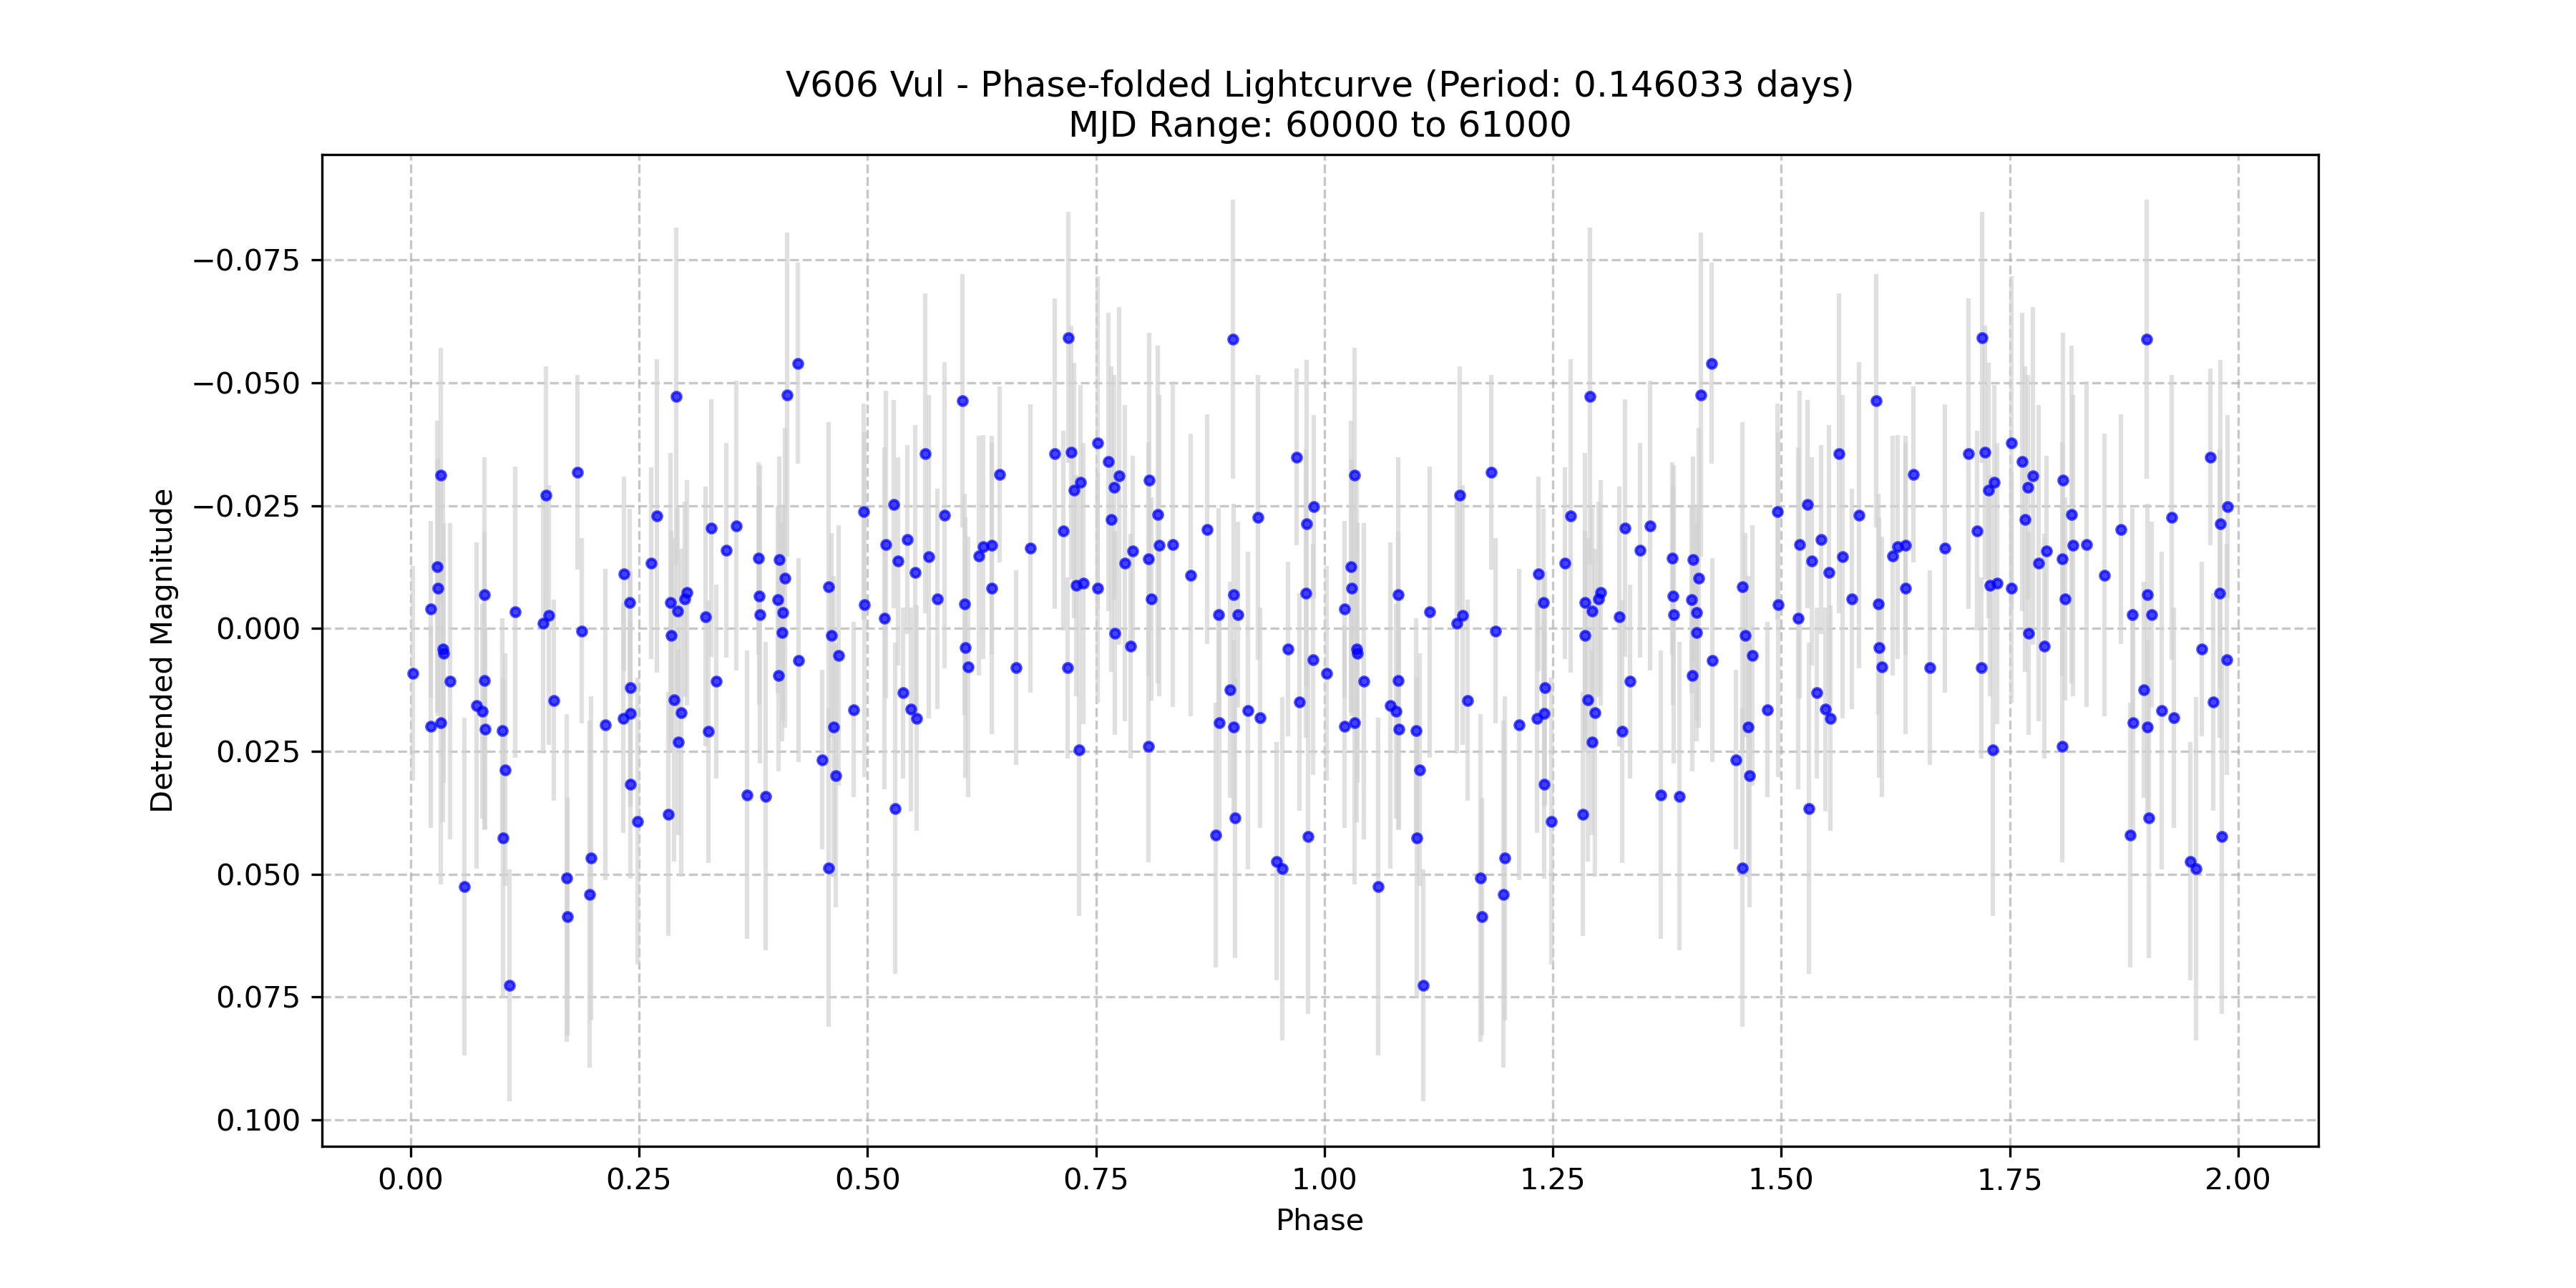 V606 Vul - Phase-folded Lightcurve (Period: 0.146033 days)
MJD Range: 60000 to 61000
Detrended Magnitude
−0.075
−0.050
−0.025
0.000
0.025
0.050
0.075
0.100
0.00 0.25 0.50 0.75 1.00 1.25 1.50 1.75 2.00
Phase